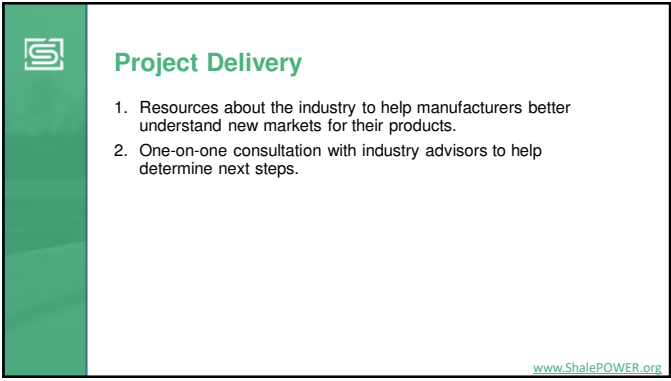 Project Delivery
1. Resources about the industry to help manufacturers better
understand new markets for their products.
2. One-on-one consultation with industry advisors to help
determine next steps.
www.ShalePOWER.org